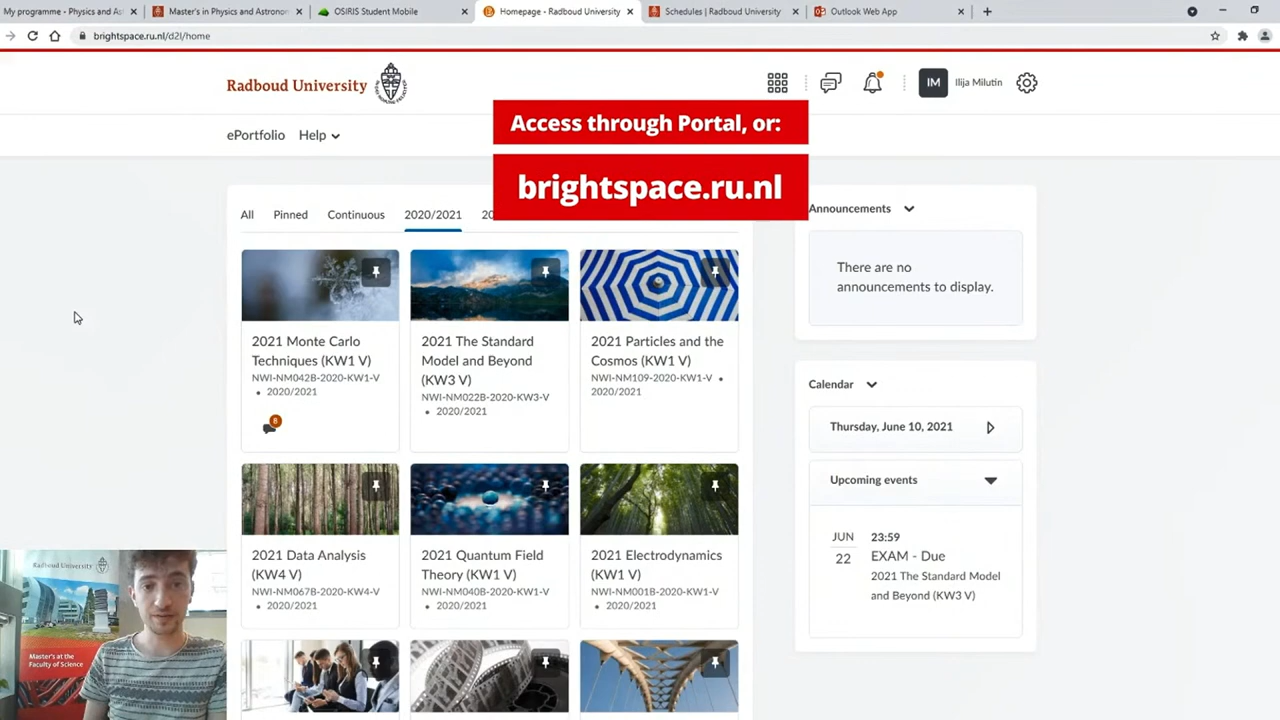 My programme - Physics and As
Master's in Physics and Astronom
OSIRIS Student Mobile
Homepage - Radboud University
Schedules | Radboud University
Outlook Web App
brightspace.ru.nl/d2l/home
Radboud University
IM
Ilija Milutin
Access through Portal, or:
ePortfolio Help
brightspace.ru.nl
All Pinned Continuous 2020/2021 20
Announcements
There are no
announcements to display.
2021 Monte Carlo
Techniques (KW1 V)
NWI-NM042B-2020-KW1-V
• 2020/2021
8
2021 The Standard
Model and Beyond
(KW3 V)
NWI-NM022B-2020-KW3-V
• 2020/2021
2021 Particles and the
Cosmos (KW1 V)
NWI-NM109-2020-KW1-V •
2020/2021
Calendar
Thursday, June 10, 2021
Upcoming events
JUN
22
23:59
EXAM - Due
2021 The Standard Model
and Beyond (KW3 V)
2021 Data Analysis
(KW4 V)
NWI-NM067B-2020-KW4-V
• 2020/2021
2021 Quantum Field
Theory (KW1 V)
NWI-NM040B-2020-KW1-V
• 2020/2021
2021 Electrodynamics
(KW1 V)
NWI-NM001B-2020-KW1-V
• 2020/2021
Radboud University
Master's at the
Faculty of Science